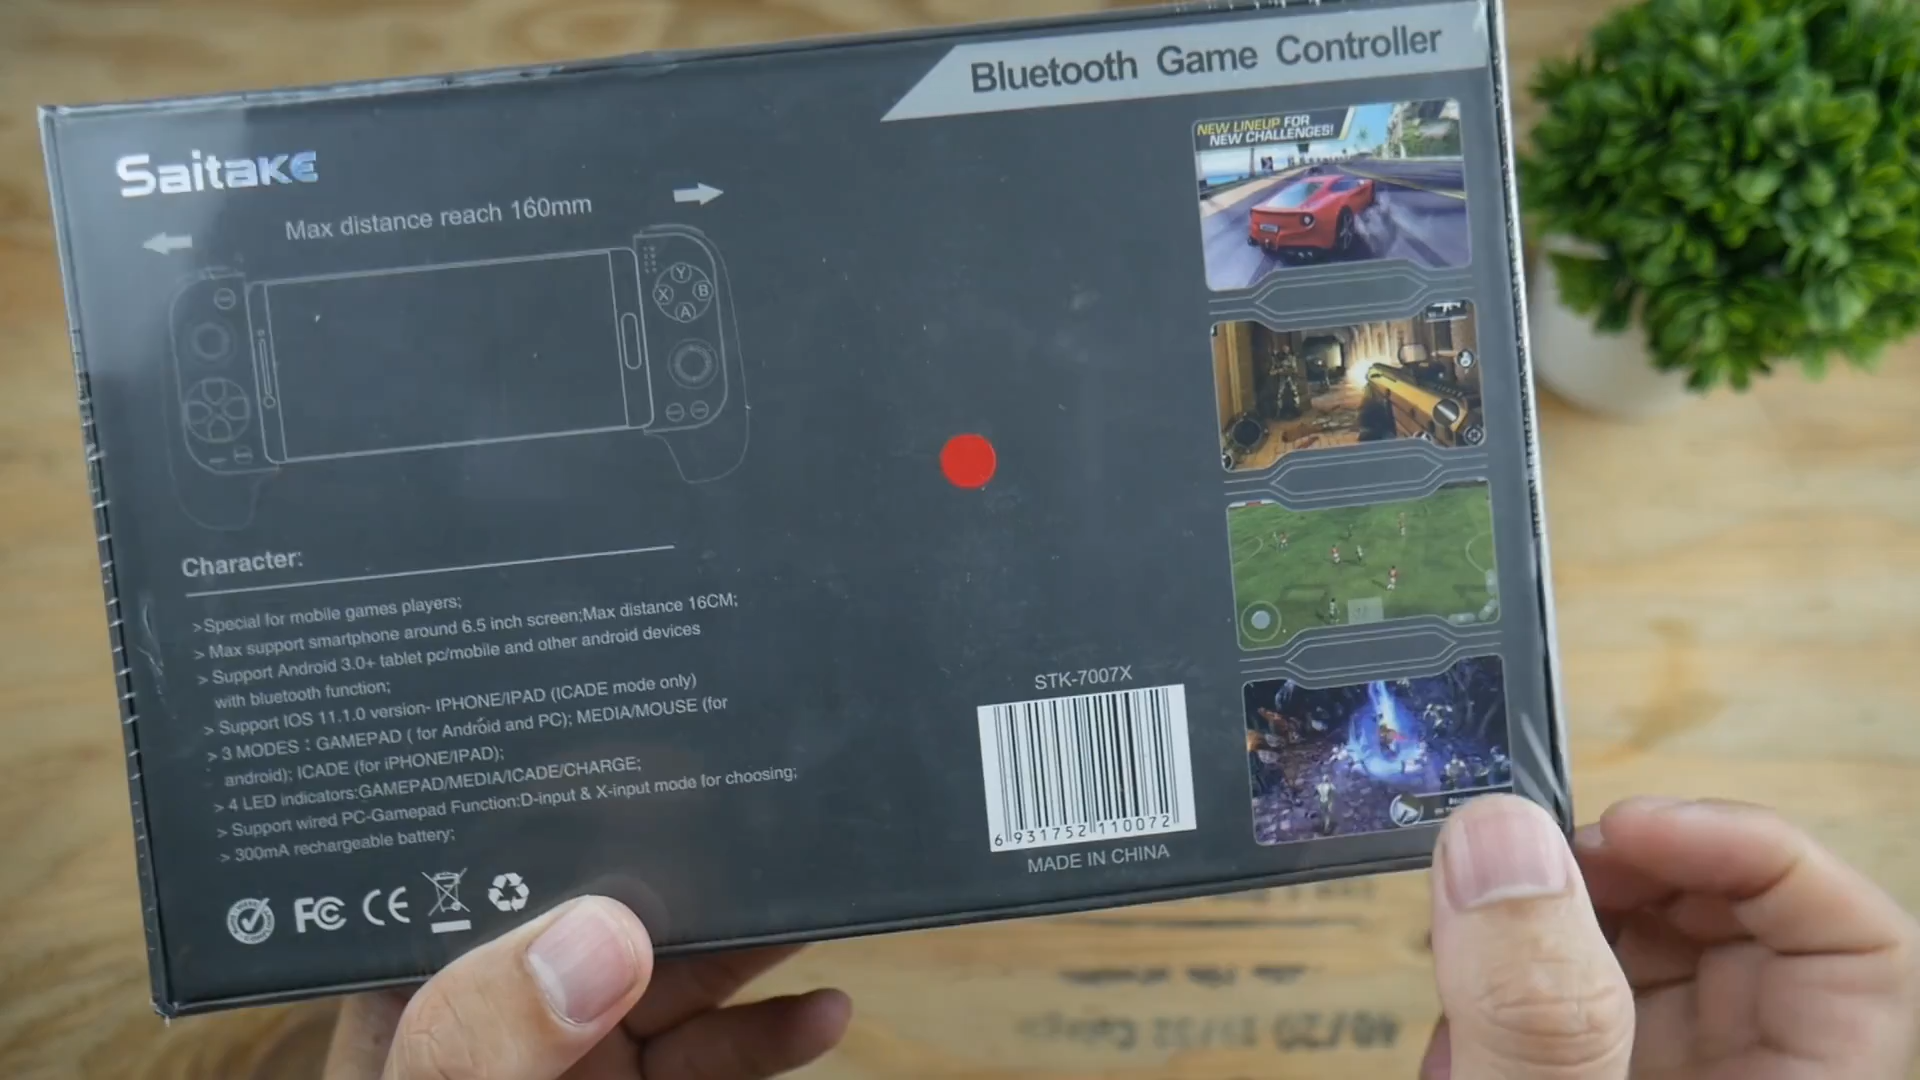 Bluetooth Game Controller
Saitake
Max distance reach 160mm
Y
X
B
A
NEW LINEUP FOR
NEW CHALLENGES!
Character:
>Special for mobile games players;
> Max support smartphone around 6.5 inch screen;Max distance 16CM;
> Support Android 3.0+ tablet pc/mobile and other android devices
with bluetooth function;
> Support IOS 11.1.0 version- IPHONE/IPAD (ICADE mode only)
> 3 MODES : GAMEPAD ( for Android and PC); MEDIA/MOUSE (for
android); ICADE (for iPHONE/IPAD);
> 4 LED indicators:GAMEPAD/MEDIA/ICADE/CHARGE;
> Support wired PC-Gamepad Function:D-input & X-input mode for choosing;
> 300mA rechargeable battery;
FC CE
STK-7007X
6 931752 110072
MADE IN CHINA